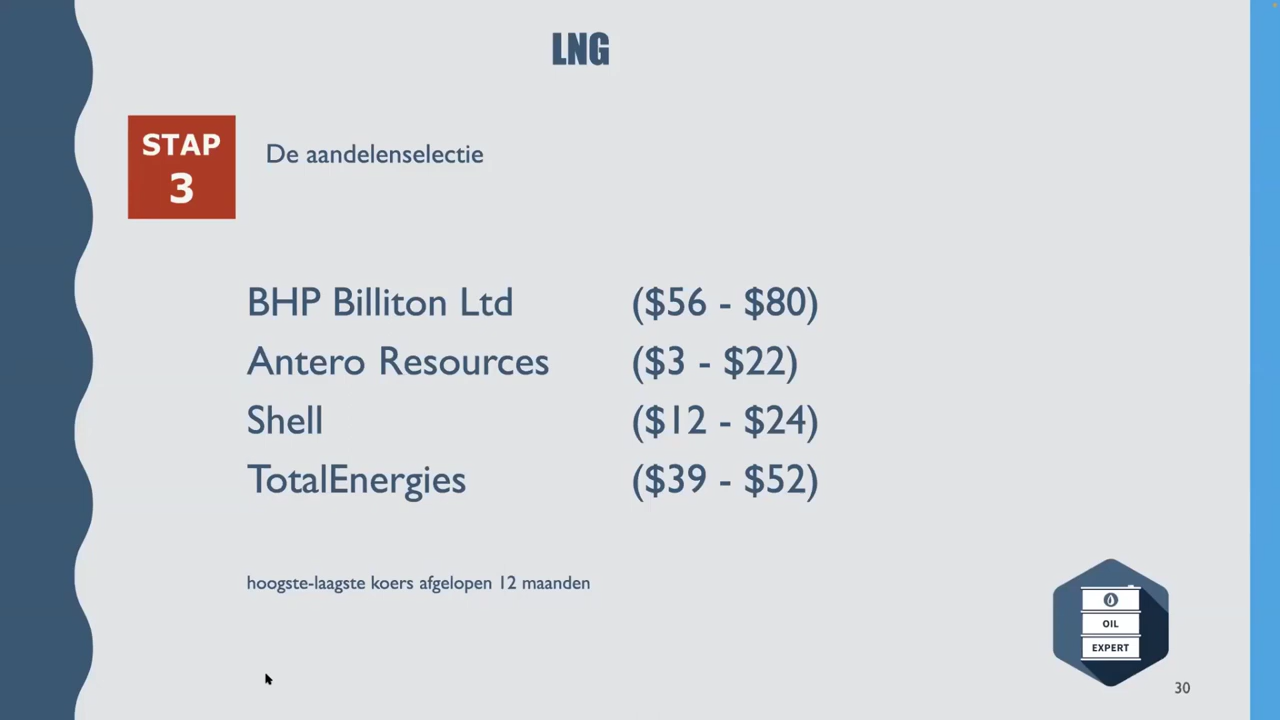 LNG
STAP
3
De aandelenselectie
BHP Billiton Ltd ($56 - $80)
Antero Resources ($3 - $22)
Shell ($12 - $24)
TotalEnergies ($39 - $52)
hoogste-laagste koers afgelopen 12 maanden
OIL
EXPERT
30